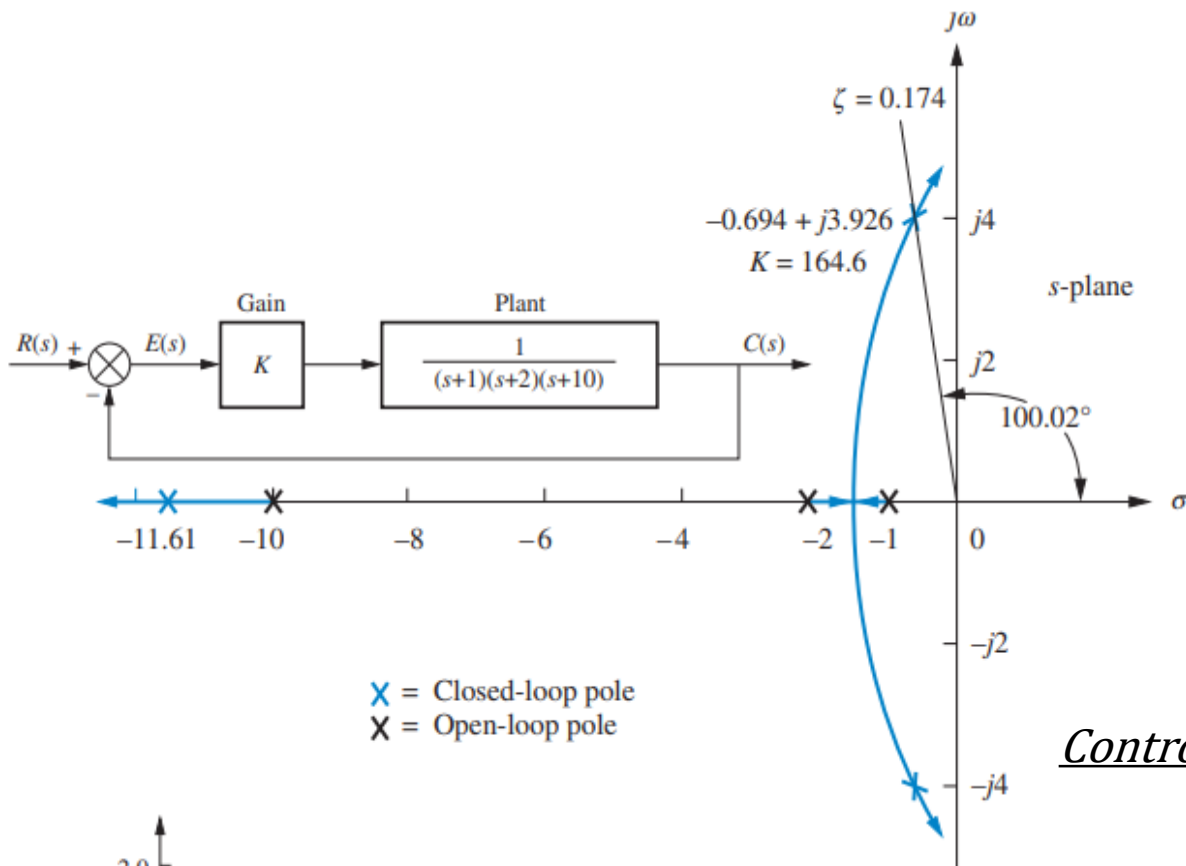 jω
ζ = 0.174
−0.694 + j3.926
K = 164.6
j4
s-plane
Gain
Plant
R(s) +
E(s)
K
1
(s+1)(s+2)(s+10)
C(s)
j2
−
100.02°
σ
−11.61 −10 −8 −6 −4 −2 −1 0
−j2
X = Closed-loop pole
X = Open-loop pole
−j4